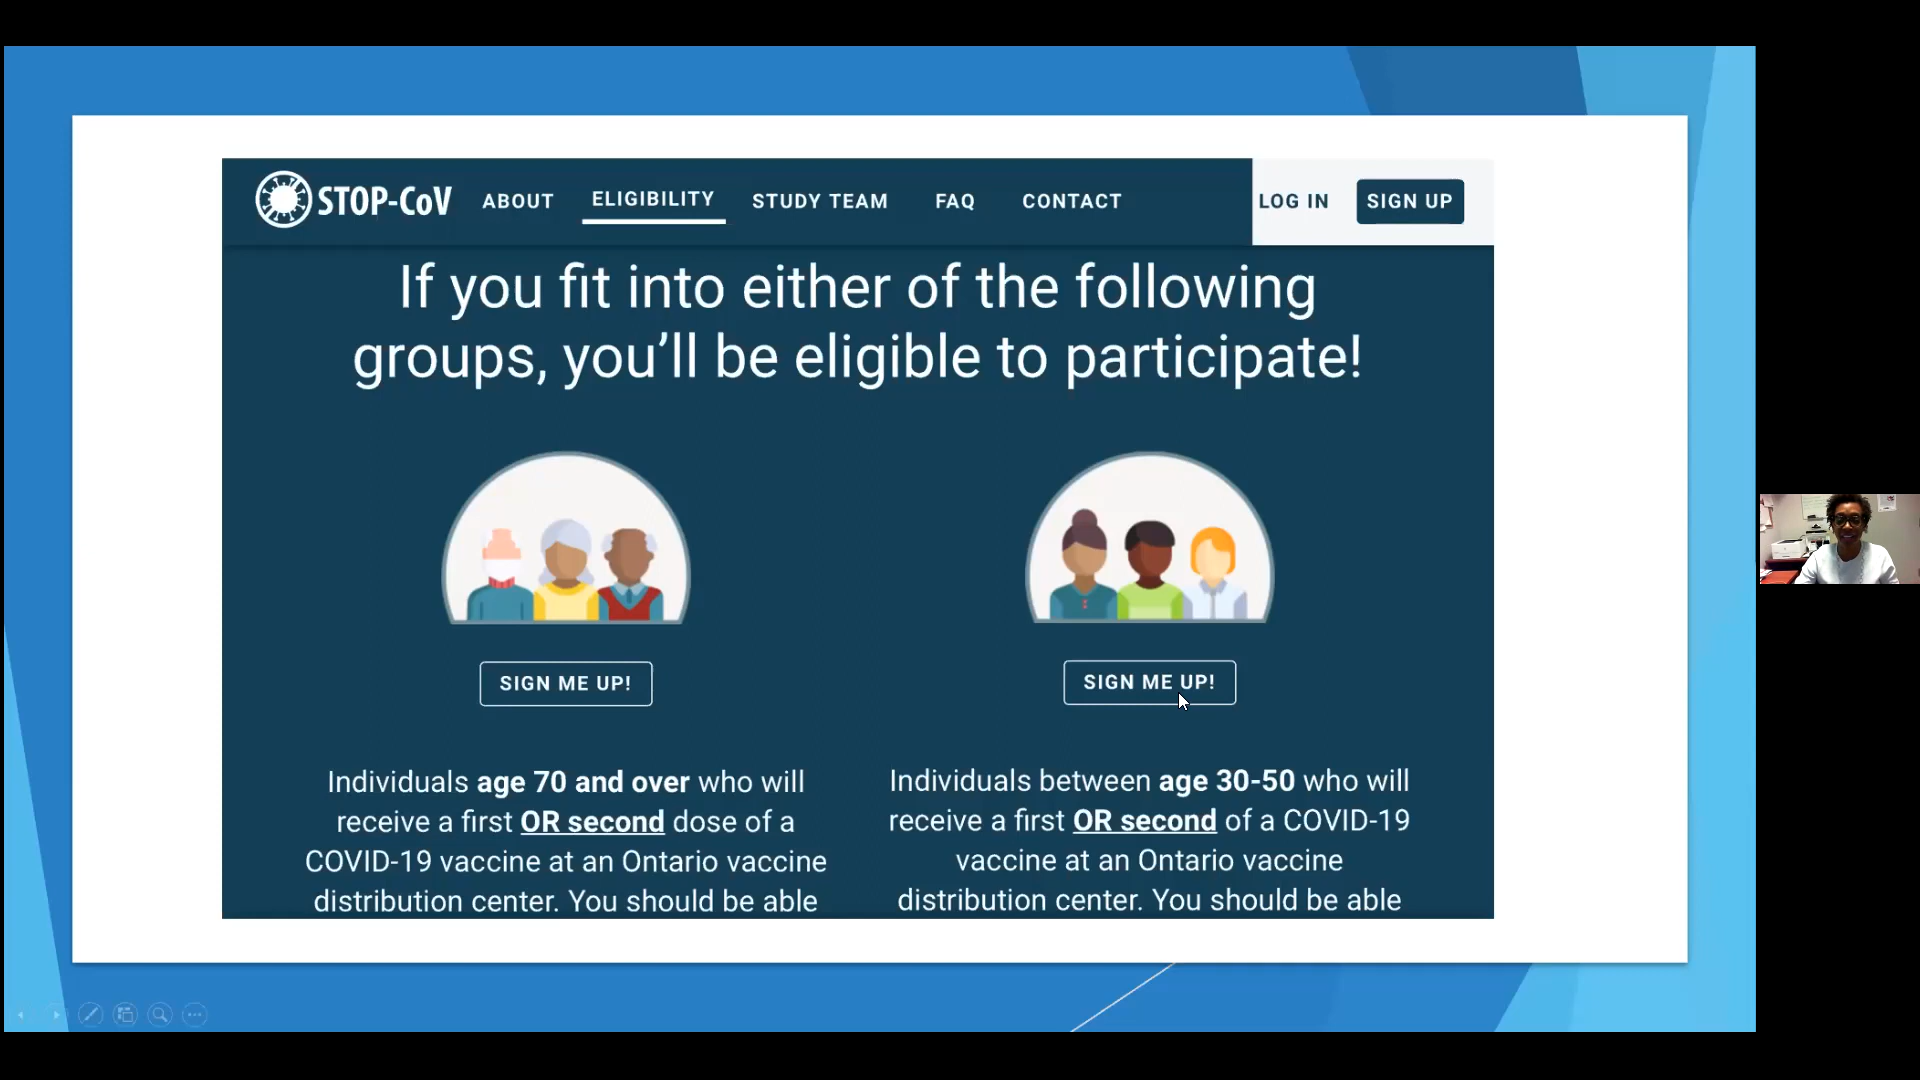 STOP-CoV ABOUT ELIGIBILITY STUDY TEAM FAQ CONTACT LOG IN SIGN UP
If you fit into either of the following
groups, you’ll be eligible to participate!
SIGN ME UP!
Individuals age 70 and over who will
receive a first OR second dose of a
COVID-19 vaccine at an Ontario vaccine
distribution center. You should be able
SIGN ME UP!
Individuals between age 30-50 who will
receive a first OR second of a COVID-19
vaccine at an Ontario vaccine
distribution center. You should be able